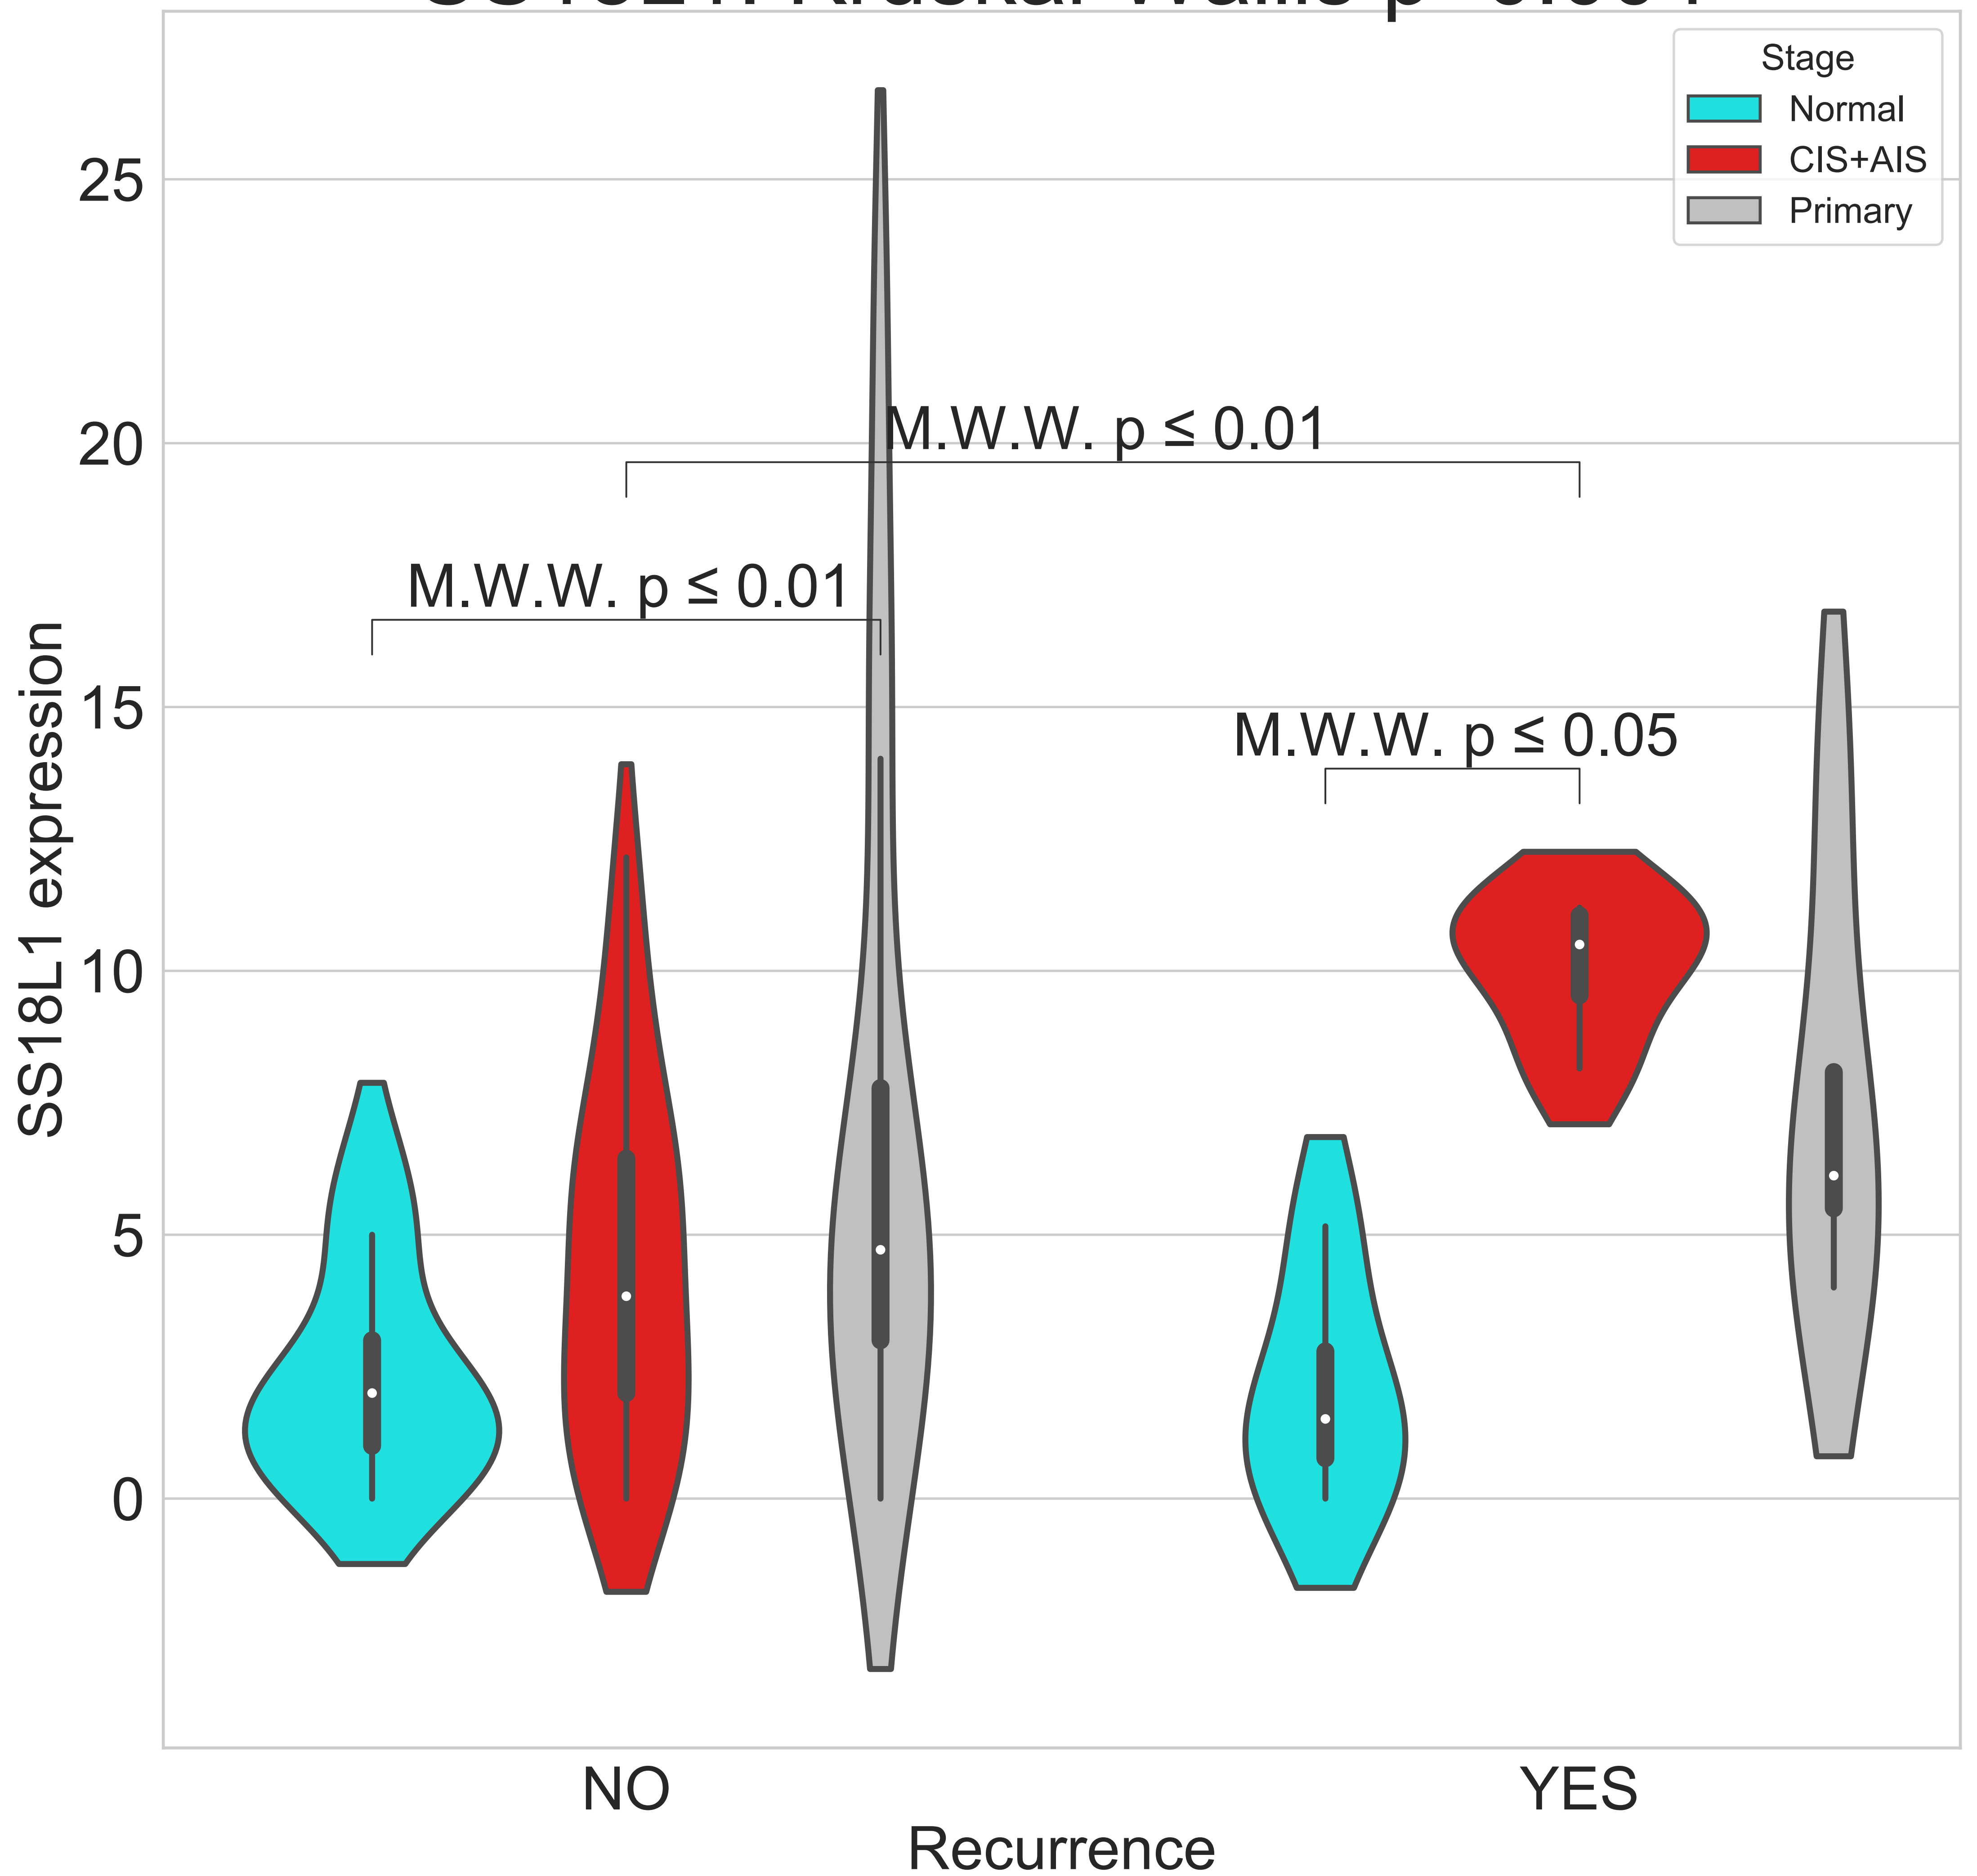 Stage
Normal
CIS+AIS
Primary
25
20
15
10
5
0
SS18L1 expression
M.W.W. p ≤ 0.01
M.W.W. p ≤ 0.01
M.W.W. p ≤ 0.05
NO
YES
Recurrence